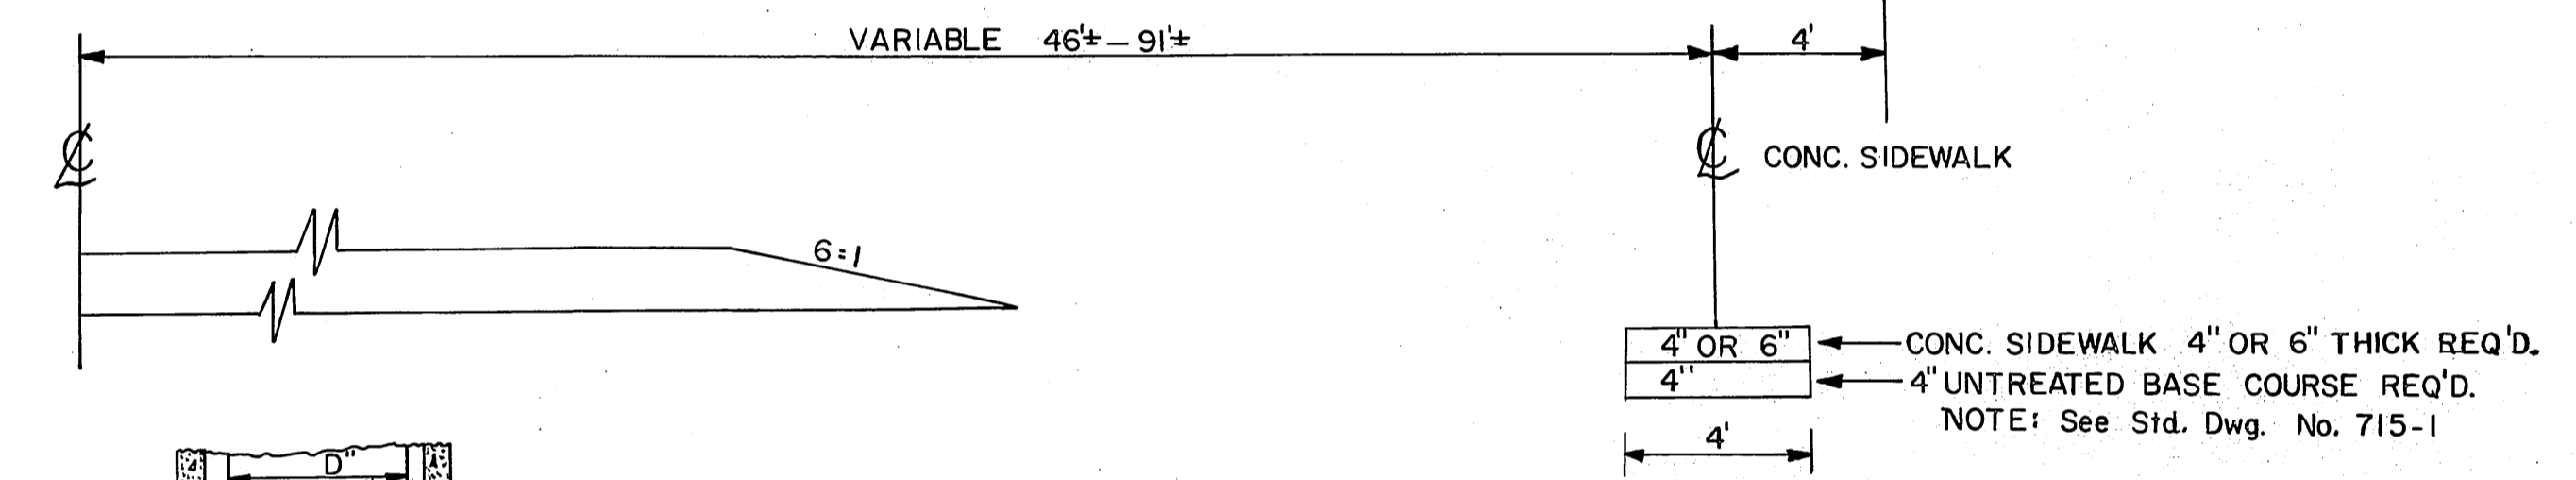 VARIABLE 46'± – 91'±
4'
℄
℄ CONC. SIDEWALK
6:1
4" OR 6"
CONC. SIDEWALK 4" OR 6" THICK REQ'D.
4"
4" UNTREATED BASE COURSE REQ'D.
NOTE: See Std. Dwg. No. 715-1
4'
D"